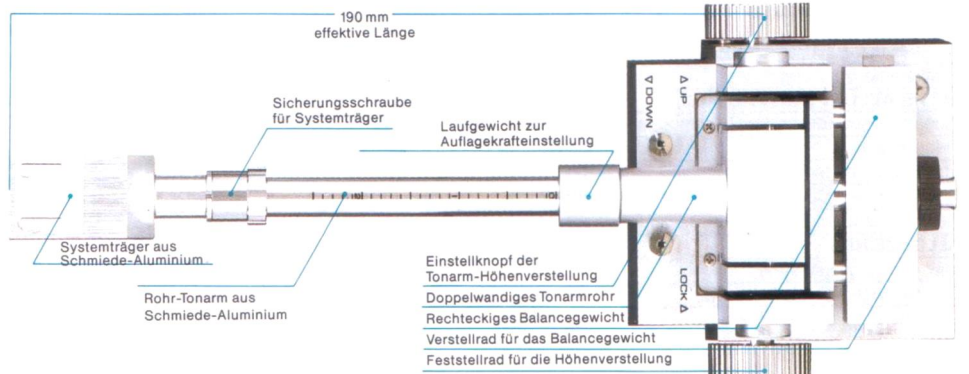 190 mm
effektive Länge
Sicherungsschraube
für Systemträger
Laufgewicht zur
Auflagekrafteinstellung
UP
DOWN
LOCK
Systemträger aus
Schmiede-Aluminium
Rohr-Tonarm aus
Schmiede-Aluminium
Einstellknopf der
Tonarm-Höhenverstellung
Doppelwandiges Tonarmrohr
Rechteckiges Balancegewicht
Verstellrad für das Balancegewicht
Feststellrad für die Höhenverstellung